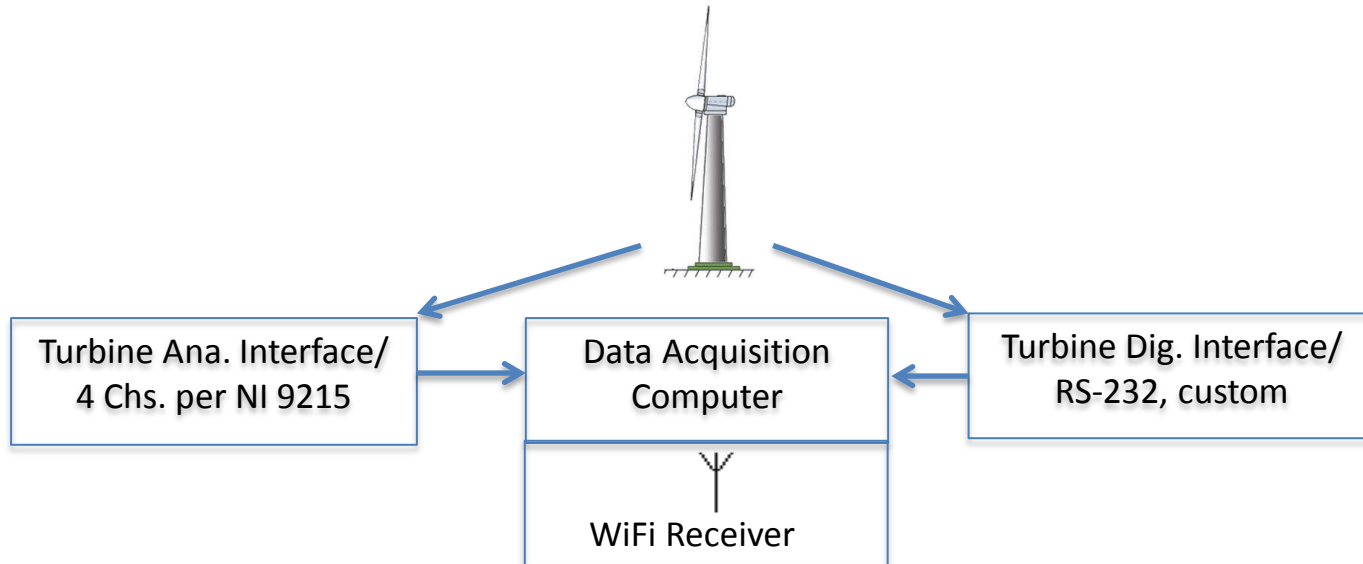 Turbine Ana. Interface/
4 Chs. per NI 9215
Data Acquisition
Computer
Turbine Dig. Interface/
RS-232, custom
WiFi Receiver